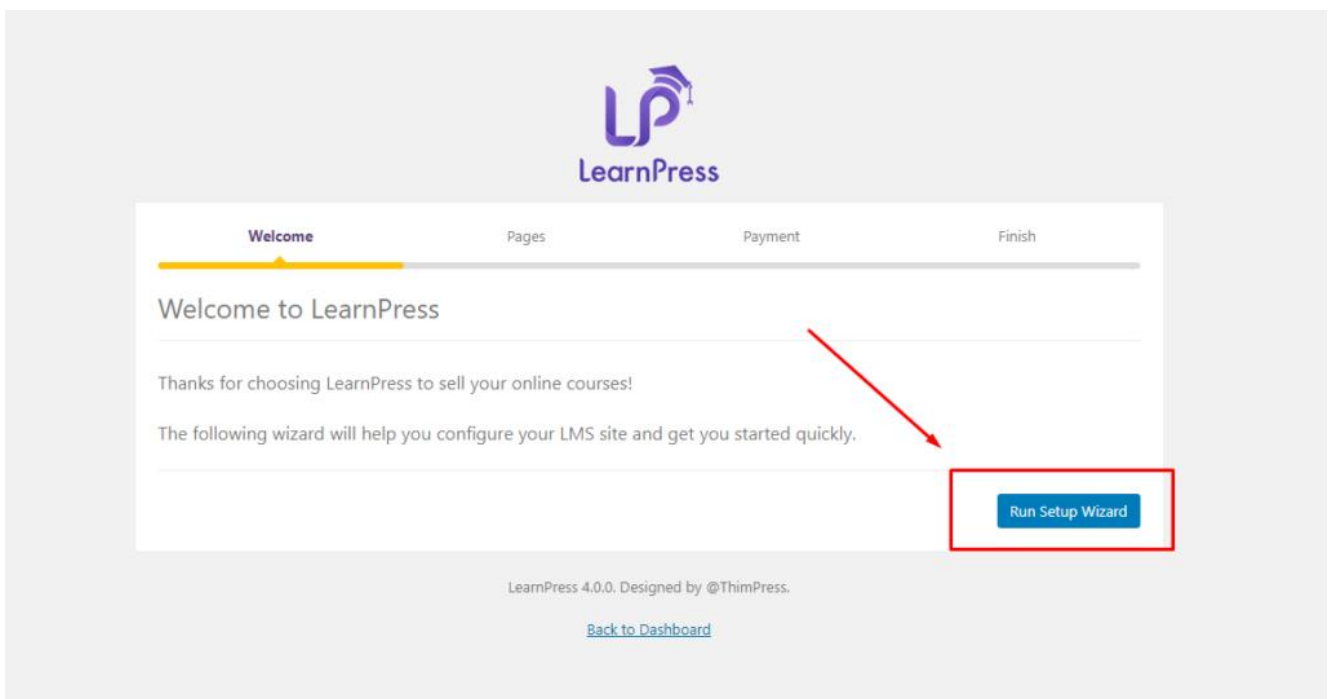 LP
LearnPress
Welcome Pages Payment Finish
Welcome to LearnPress
Thanks for choosing LearnPress to sell your online courses!
The following wizard will help you configure your LMS site and get you started quickly.
Run Setup Wizard
LearnPress 4.0.0. Designed by @ThimPress.
Back to Dashboard